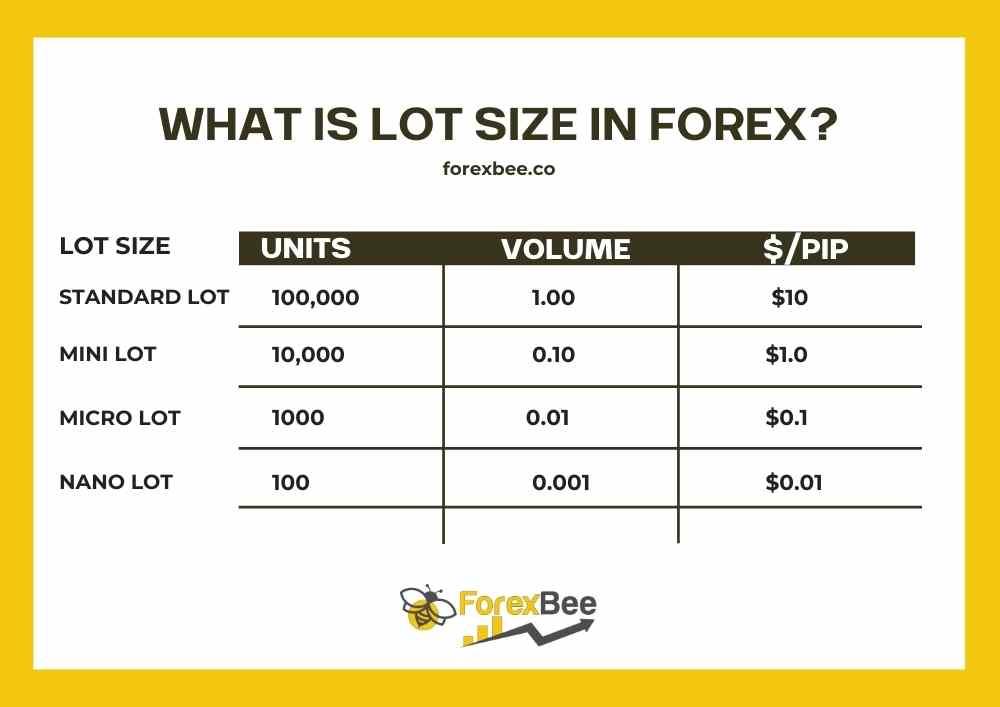 WHAT IS LOT SIZE IN FOREX?
forexbee.co
LOT SIZE UNITS VOLUME $/PIP
STANDARD LOT 100,000 1.00 $10
MINI LOT 10,000 0.10 $1.0
MICRO LOT 1000 0.01 $0.1
NANO LOT 100 0.001 $0.01
ForexBee